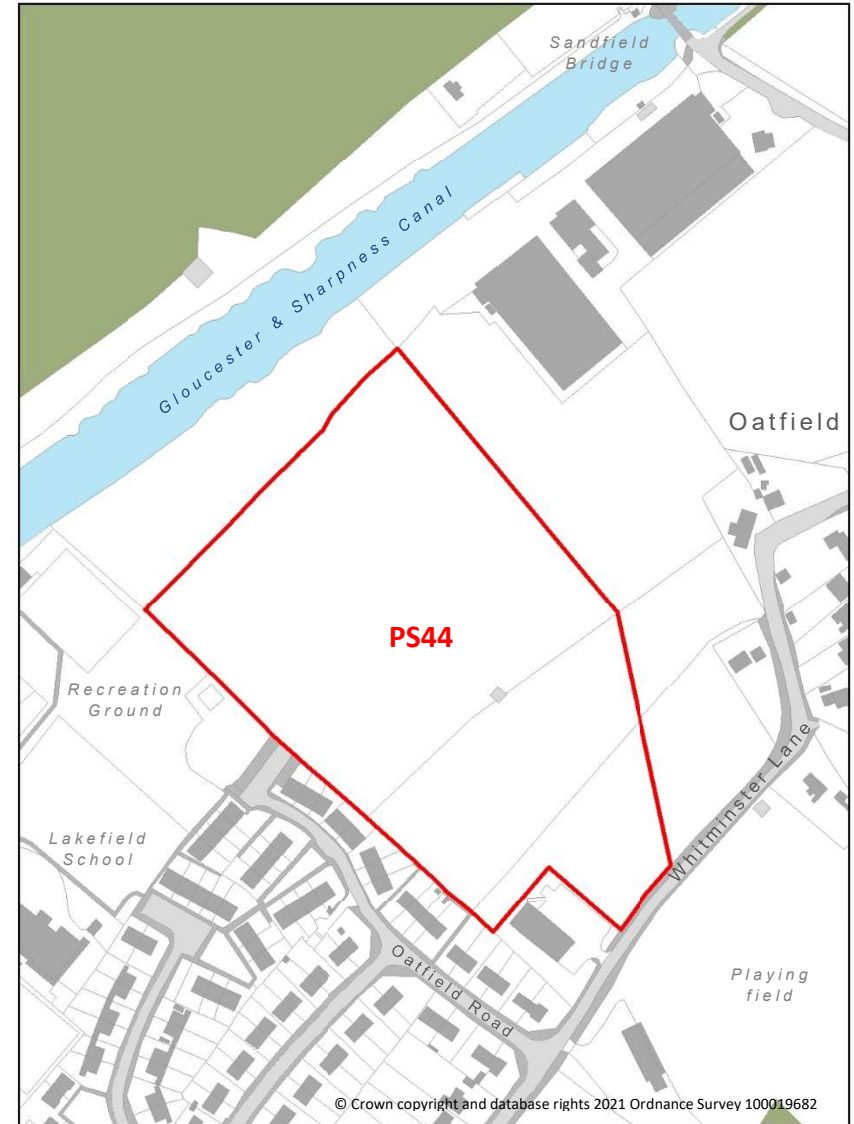 Sandfield
Bridge
Gloucester & Sharpness Canal
Oatfield
PS44
Recreation
Ground
Whitminster Lane
Lakefield
School
Oatfield Road
Playing
field
© Crown copyright and database rights 2021 Ordnance Survey 100019682